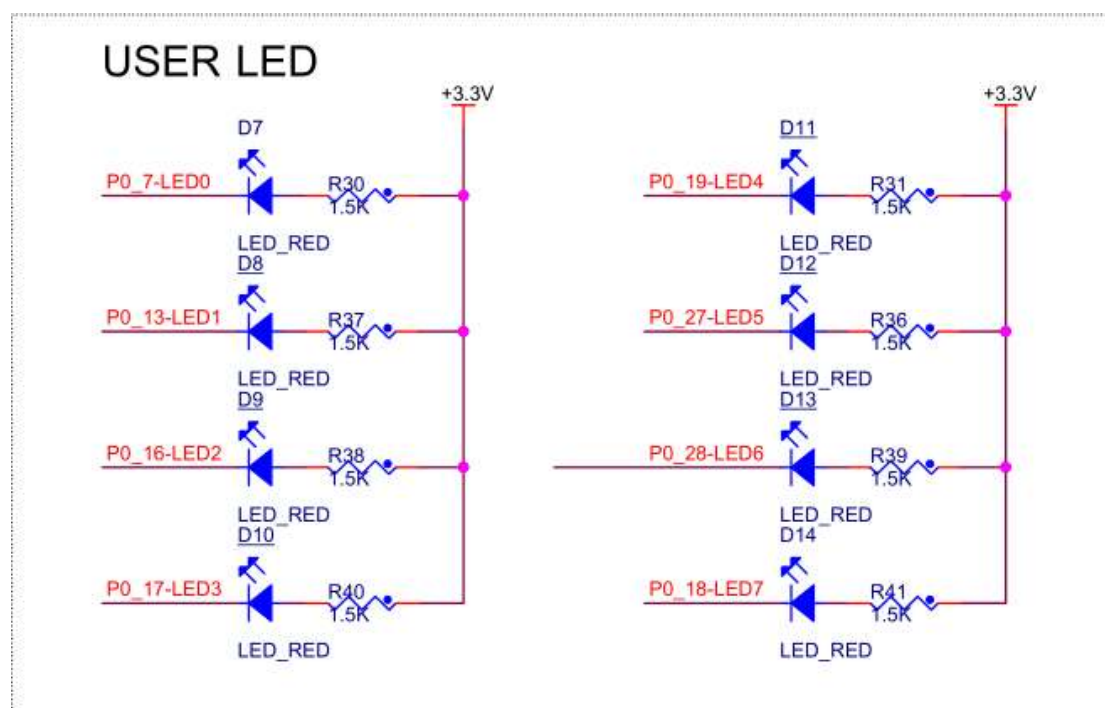 USER LED
+3.3V
D7
P0_7-LED0
R30
1.5K
LED_RED
D8
P0_13-LED1
R37
1.5K
LED_RED
D9
P0_16-LED2
R38
1.5K
LED_RED
D10
P0_17-LED3
R40
1.5K
LED_RED
+3.3V
D11
P0_19-LED4
R31
1.5K
LED_RED
D12
P0_27-LED5
R36
1.5K
LED_RED
D13
P0_28-LED6
R39
1.5K
LED_RED
D14
P0_18-LED7
R41
1.5K
LED_RED